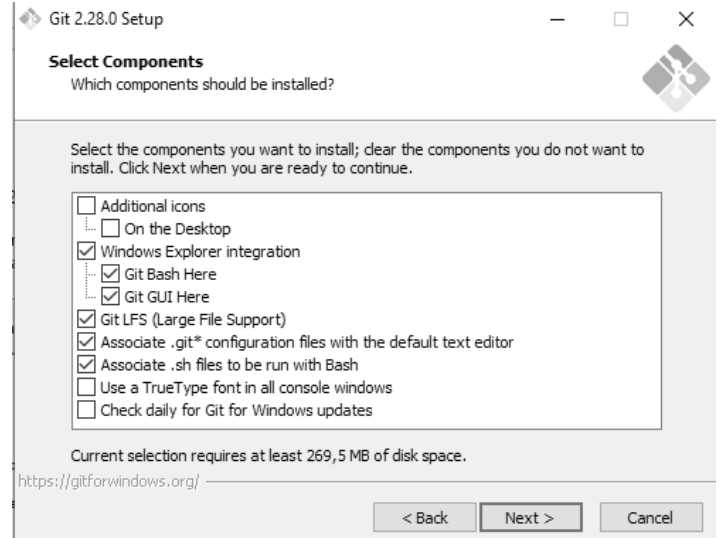 Git 2.28.0 Setup
Select Components
Which components should be installed?
Select the components you want to install; clear the components you do not want to
install. Click Next when you are ready to continue.
Additional icons
On the Desktop
Windows Explorer integration
Git Bash Here
Git GUI Here
Git LFS (Large File Support)
Associate .git* configuration files with the default text editor
Associate .sh files to be run with Bash
Use a TrueType font in all console windows
Check daily for Git for Windows updates
Current selection requires at least 269,5 MB of disk space.
https://gitforwindows.org/
< Back Next > Cancel